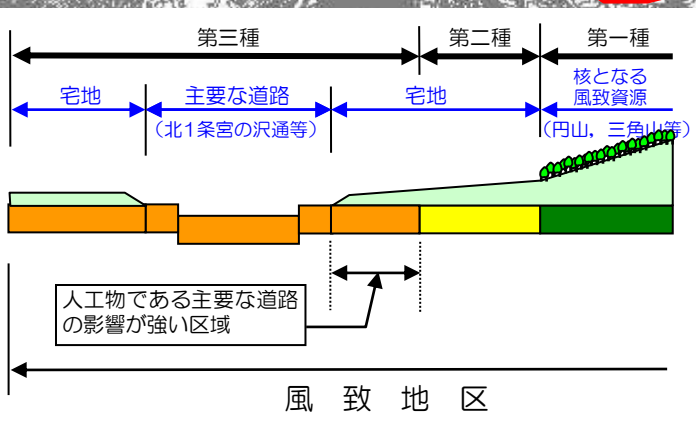 第三種
第二種
第一種
宅地
主要な道路
(北1条宮の沢通等)
宅地
核となる
風致資源
(円山，三角山等)
人工物である主要な道路
の影響が強い区域
風致地区